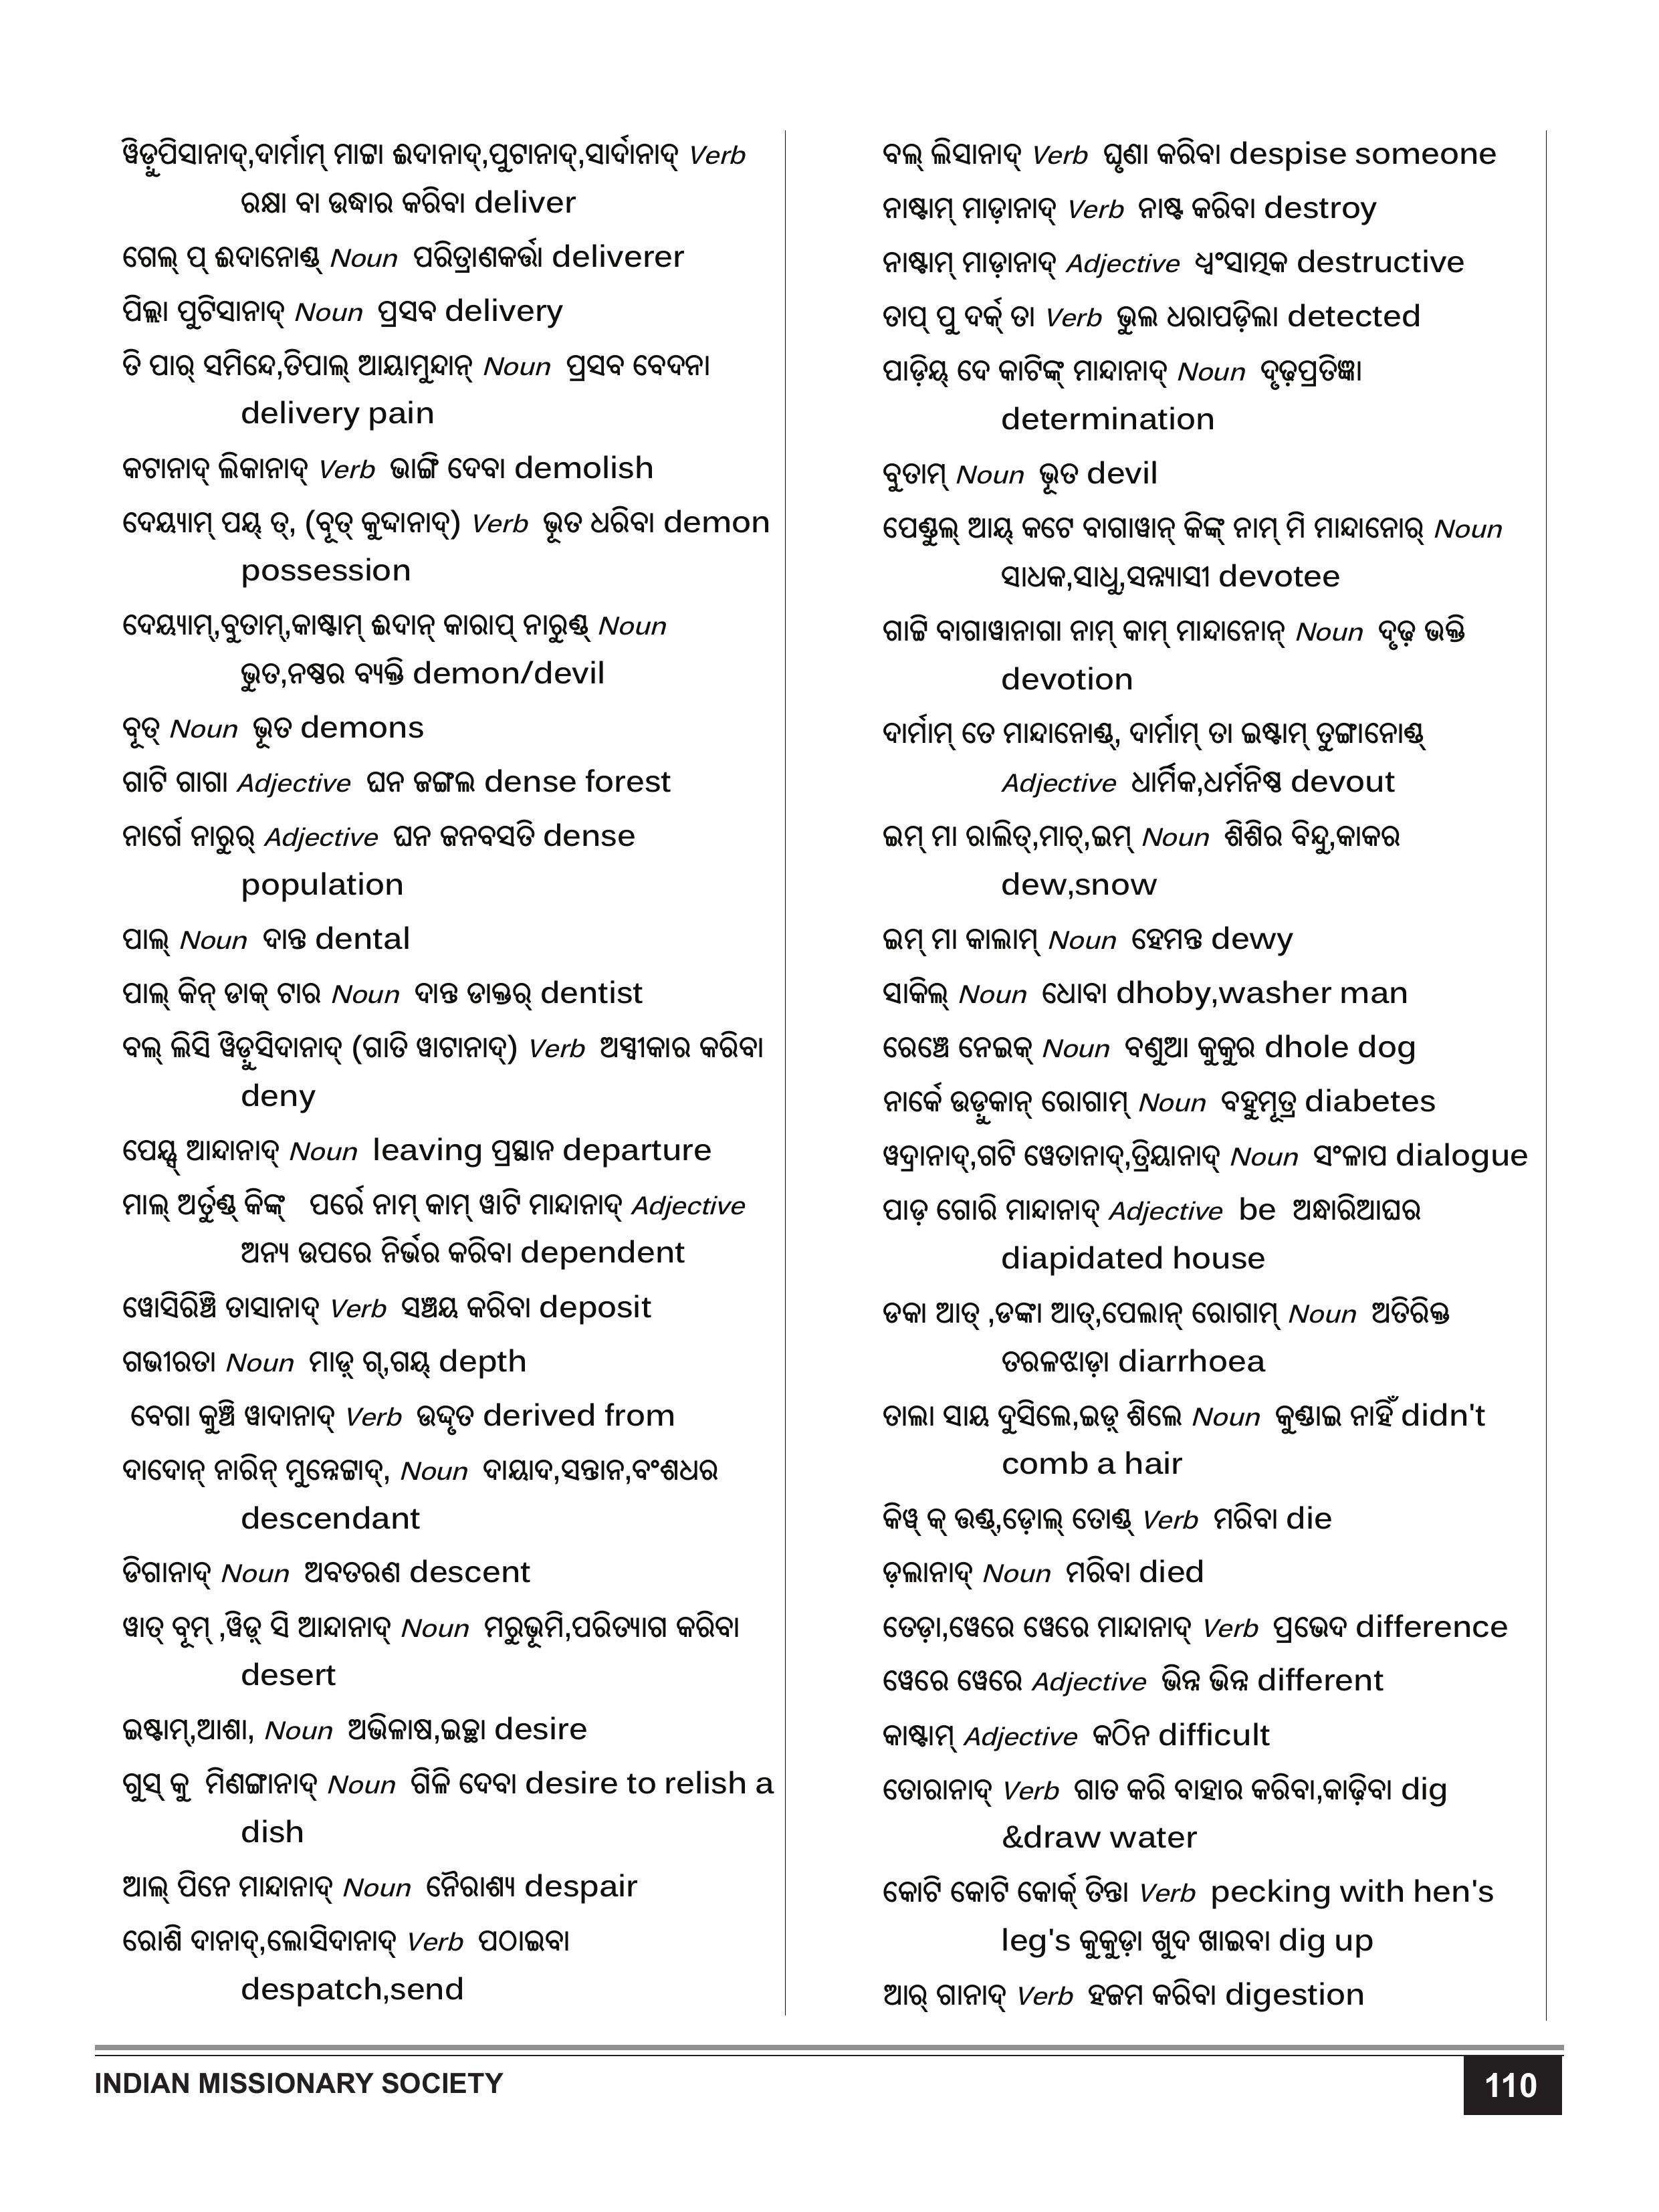 ୱିଡ଼ୁପିସାନାଦ୍,ଦାର୍ମାମ୍ ମାଟ୍ଟା ଈଦାନାଦ୍,ପୁଟାନାଦ୍,ସାର୍ଦାନାଦ୍ Verb
ରକ୍ଷା ବା ଉଦ୍ଧାର କରିବା deliver
ଗେଲ୍ ପ୍ ଈଦାନୋଣ୍ଡ୍ Noun ପରିତ୍ରାଣକର୍ତ୍ତା deliverer
ପିଲ୍ଲା ପୁଟିସାନାଦ୍ Noun ପ୍ରସବ delivery
ତି ପାର୍ ସମିନ୍ଦେ,ତିପାଲ୍ ଆୟାମୁନ୍ଦାନ୍ Noun ପ୍ରସବ ବେଦନା
delivery pain
କଟାନାଦ୍ ଲିକାନାଦ୍ Verb ଭାଙ୍ଗି ଦେବା demolish
ଦେୟ୍ୟାମ୍ ପୟ୍ ତ୍, (ବୂତ୍ କୁଦ୍ଦାନାଦ୍) Verb ଭୂତ ଧରିବା demon
possession
ଦେୟ୍ୟାମ୍,ବୁତାମ୍,କାଷ୍ଟାମ୍ ଈଦାନ୍ କାରାପ୍ ନାରୁଣ୍ଡ୍ Noun
ଭୁତ,ନଷ୍ଠର ବ୍ୟକ୍ତି demon/devil
ବୂତ୍ Noun ଭୂତ demons
ଗାଟି ଗାଗା Adjective ଘନ ଜଙ୍ଗଲ dense forest
ନାର୍ଗେ ନାରୁର୍ Adjective ଘନ ଜନବସତି dense
population
ପାଲ୍ Noun ଦାନ୍ତ dental
ପାଲ୍ କିନ୍ ଡାକ୍ ଟାର Noun ଦାନ୍ତ ଡାକ୍ତର୍ dentist
ବଲ୍ ଲିସି ୱିଡ଼ୁସିଦାନାଦ୍ (ଗାତି ୱାଟାନାଦ୍) Verb ଅସ୍ୱୀକାର କରିବା
deny
ପେୟ୍ସ୍ ଆନ୍ଦାନାଦ୍ Noun leaving ପ୍ରସ୍ଥାନ departure
ମାଲ୍ ଅର୍ତୁଣ୍ଡ୍ କିଙ୍କ୍ ପର୍ରେ ନାମ୍ କାମ୍ ୱାଟି ମାନ୍ଦାନାଦ୍ Adjective
ଅନ୍ୟ ଉପରେ ନିର୍ଭର କରିବା dependent
ୱୋସିରିଞ୍ଚି ତାସାନାଦ୍ Verb ସଞ୍ଚୟ କରିବା deposit
ଗଭୀରତା Noun ମାଡ଼୍ ଗ୍,ଗୟ୍ depth
ବେଗା କୁଞ୍ଚି ୱାଦାନାଦ୍ Verb ଉଦ୍ଧୃତ derived from
ଦାଦୋନ୍ ନାରିନ୍ ମୁନ୍ନେଟ୍ଟାଦ୍, Noun ଦାୟାଦ,ସନ୍ତାନ,ବଂଶଧର
descendant
ଡିଗାନାଦ୍ Noun ଅବତରଣ descent
ୱାତ୍ ବୂମ୍ ,ୱିଡ଼୍ ସି ଆନ୍ଦାନାଦ୍ Noun ମରୁଭୂମି,ପରିତ୍ୟାଗ କରିବା
desert
ଇଷ୍ଟାମ୍,ଆଶା, Noun ଅଭିଳାଷ,ଇଚ୍ଛା desire
ଗୁସ୍ କୁ ମିଣଙ୍ଗାନାଦ୍ Noun ଗିଳି ଦେବା desire to relish a
dish
ଆଲ୍ ପିନେ ମାନ୍ଦାନାଦ୍ Noun ନୈରାଶ୍ୟ despair
ରୋଶି ଦାନାଦ୍,ଲୋସିଦାନାଦ୍ Verb ପଠାଇବା
despatch,send
ବଲ୍ ଲିସାନାଦ୍ Verb ଘୃଣା କରିବା despise someone
ନାଷ୍ଟାମ୍ ମାଡ଼ାନାଦ୍ Verb ନାଷ୍ଟ କରିବା destroy
ନାଷ୍ଟାମ୍ ମାଡ଼ାନାଦ୍ Adjective ଧ୍ୱଂସାତ୍ମକ destructive
ତାପ୍ ପୁ ଦର୍କ୍ ତା Verb ଭୁଲ ଧରାପଡ଼ିଲା detected
ପାଡ଼ିୟ୍ ଦେ କାଟିଙ୍କ୍ ମାନ୍ଦାନାଦ୍ Noun ଦୃଢ଼ପ୍ରତିଜ୍ଞା
determination
ବୁତାମ୍ Noun ଭୂତ devil
ପେଣ୍ଡୁଲ୍ ଆୟ୍ କଟେ ବାଗାୱାନ୍ କିଙ୍କ୍ ନାମ୍ ମି ମାନ୍ଦାନୋର୍ Noun
ସାଧକ,ସାଧୁ,ସନ୍ନ୍ୟାସୀ devotee
ଗାଟ୍ଟି ବାଗାୱାନାଗା ନାମ୍ କାମ୍ ମାନ୍ଦାନୋନ୍ Noun ଦୃଢ଼ ଭକ୍ତି
devotion
ଦାର୍ମାମ୍ ତେ ମାନ୍ଦାନୋଣ୍ଡ୍, ଦାର୍ମାମ୍ ତା ଇଷ୍ଟାମ୍ ତୁଙ୍ଗାନୋଣ୍ଡ୍
Adjective ଧାର୍ମିକ,ଧର୍ମନିଷ୍ଠ devout
ଇମ୍ ମା ରାଲିତ୍,ମାଚ୍,ଇମ୍ Noun ଶିଶିର ବିନ୍ଦୁ,କାକର
dew,snow
ଇମ୍ ମା କାଲାମ୍ Noun ହେମନ୍ତ dewy
ସାକିଲ୍ Noun ଧୋବା dhoby,washer man
ରେଞ୍ଚେ ନେଇକ୍ Noun ବଣୁଆ କୁକୁର dhole dog
ନାର୍କେ ଉଡ଼ୁକାନ୍ ରୋଗାମ୍ Noun ବହୁମୂତ୍ର diabetes
ୱଦ୍ରାନାଦ୍,ଗଟି ୱେତାନାଦ୍,ତ୍ରିୟାନାଦ୍ Noun ସଂଳାପ dialogue
ପାଡ଼ ଗୋରି ମାନ୍ଦାନାଦ୍ Adjective be ଅନ୍ଧାରିଆଘର
diapidated house
ଡକା ଆତ୍ ,ଡଙ୍କା ଆତ୍,ପେଲାନ୍ ରୋଗାମ୍ Noun ଅତିରିକ୍ତ
ତରଳଝାଡ଼ା diarrhoea
ତାଲା ସାୟ ଦୁସିଲେ,ଇଡ଼୍ ଶିଲେ Noun କୁଣ୍ଡାଇ ନାହିଁ didn't
comb a hair
କିୱ୍ କ୍ ଉଣ୍ଡ୍,ଡ଼ୋଲ୍ ତୋଣ୍ଡ୍ Verb ମରିବା die
ଡ଼ଲାନାଦ୍ Noun ମରିବା died
ତେଡ଼ା,ୱେରେ ୱେରେ ମାନ୍ଦାନାଦ୍ Verb ପ୍ରଭେଦ difference
ୱେରେ ୱେରେ Adjective ଭିନ୍ନ ଭିନ୍ନ different
କାଷ୍ଟାମ୍ Adjective କଠିନ difficult
ତୋରାନାଦ୍ Verb ଗାତ କରି ବାହାର କରିବା,କାଢ଼ିବା dig
&draw water
କୋଟି କୋଟି କୋର୍କ୍ ତିନ୍ତା Verb pecking with hen's
leg's କୁକୁଡ଼ା ଖୁଦ ଖାଇବା dig up
ଆର୍ ଗାନାଦ୍ Verb ହଜମ କରିବା digestion
INDIAN MISSIONARY SOCIETY
110